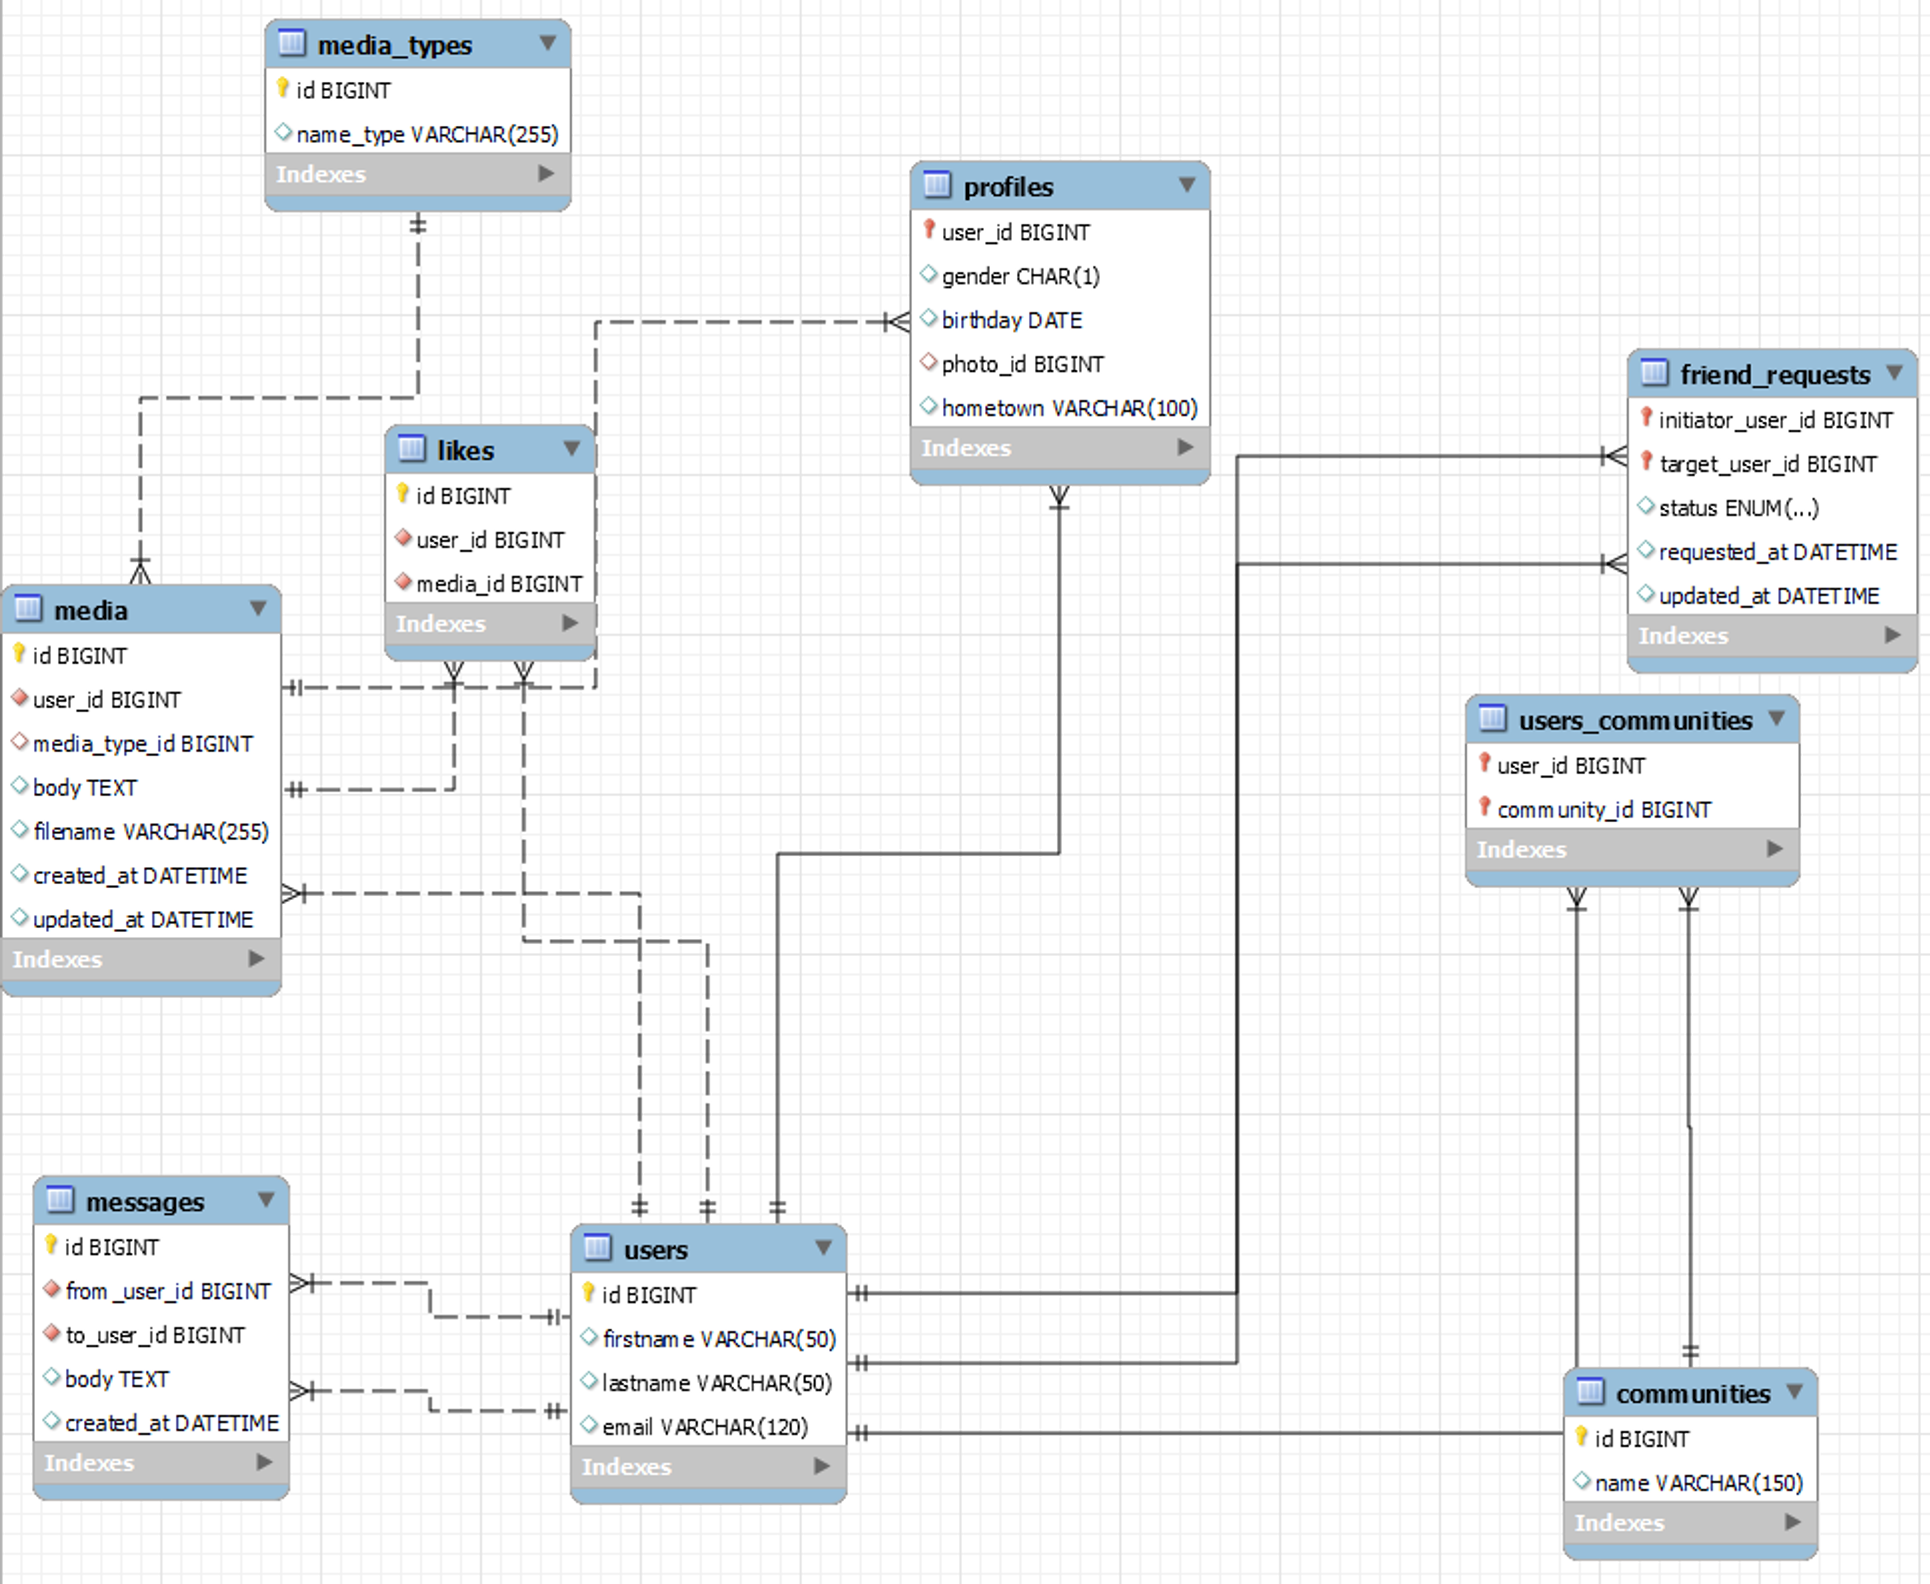 media_types
id BIGINT
name_type VARCHAR(255)
Indexes
profiles
user_id BIGINT
gender CHAR(1)
birthday DATE
photo_id BIGINT
hometown VARCHAR(100)
Indexes
friend_requests
initiator_user_id BIGINT
target_user_id BIGINT
status ENUM(...)
requested_at DATETIME
updated_at DATETIME
Indexes
likes
id BIGINT
user_id BIGINT
media_id BIGINT
Indexes
media
id BIGINT
user_id BIGINT
media_type_id BIGINT
body TEXT
filename VARCHAR(255)
created_at DATETIME
updated_at DATETIME
Indexes
users_communities
user_id BIGINT
community_id BIGINT
Indexes
messages
id BIGINT
from_user_id BIGINT
to_user_id BIGINT
body TEXT
created_at DATETIME
Indexes
users
id BIGINT
firstname VARCHAR(50)
lastname VARCHAR(50)
email VARCHAR(120)
Indexes
communities
id BIGINT
name VARCHAR(150)
Indexes